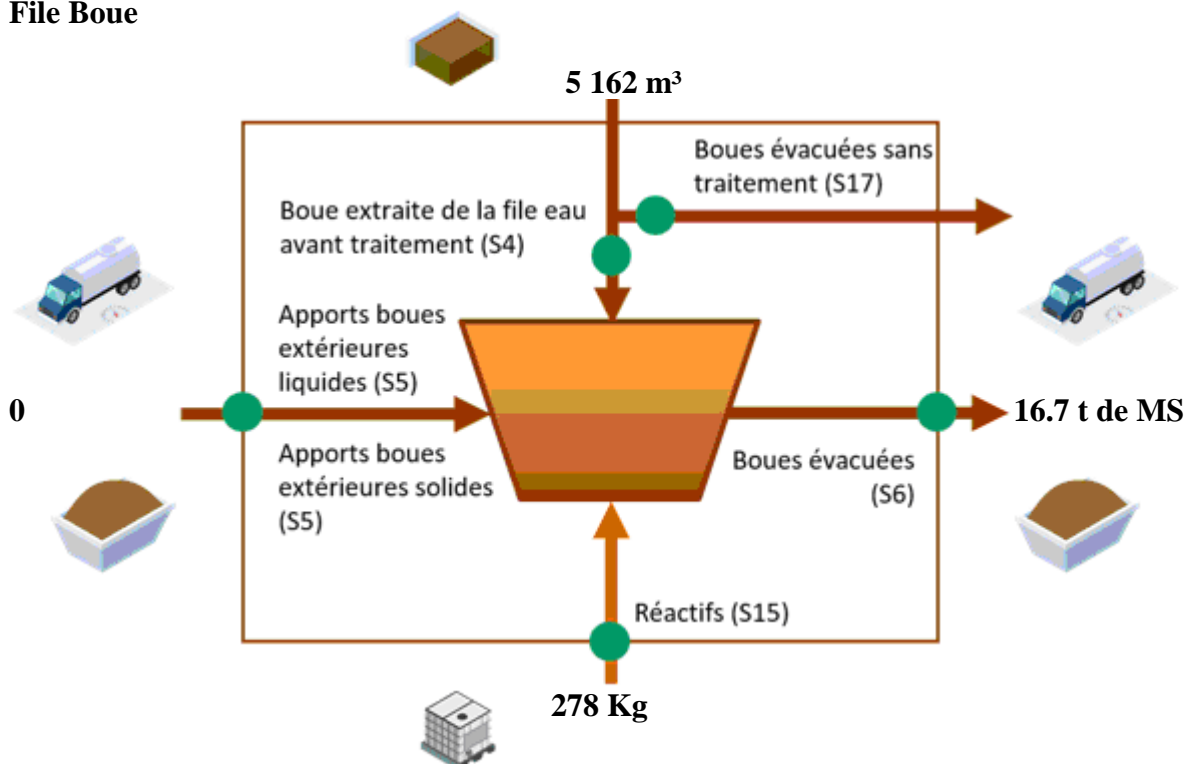 File Boue
5 162 m³
Boues évacuées sans
traitement (S17)
Boue extraite de la file eau
avant traitement (S4)
Apports boues
extérieures
liquides (S5)
0
16.7 t de MS
Apports boues
extérieures solides
(S5)
Boues évacuées
(S6)
Réactifs (S15)
278 Kg